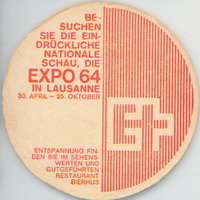 BE-
SUCHEN
SIE DIE EIN-
DRÜCKLICHE
NATIONALE
SCHAU, DIE
EXPO 64
IN LAUSANNE
30. APRIL – 25. OKTOBER
ENTSPANNUNG FIN-
DEN SIE IM SEHENS-
WERTEN UND
GUTGEFÜHRTEN
RESTAURANT
BIERHUS